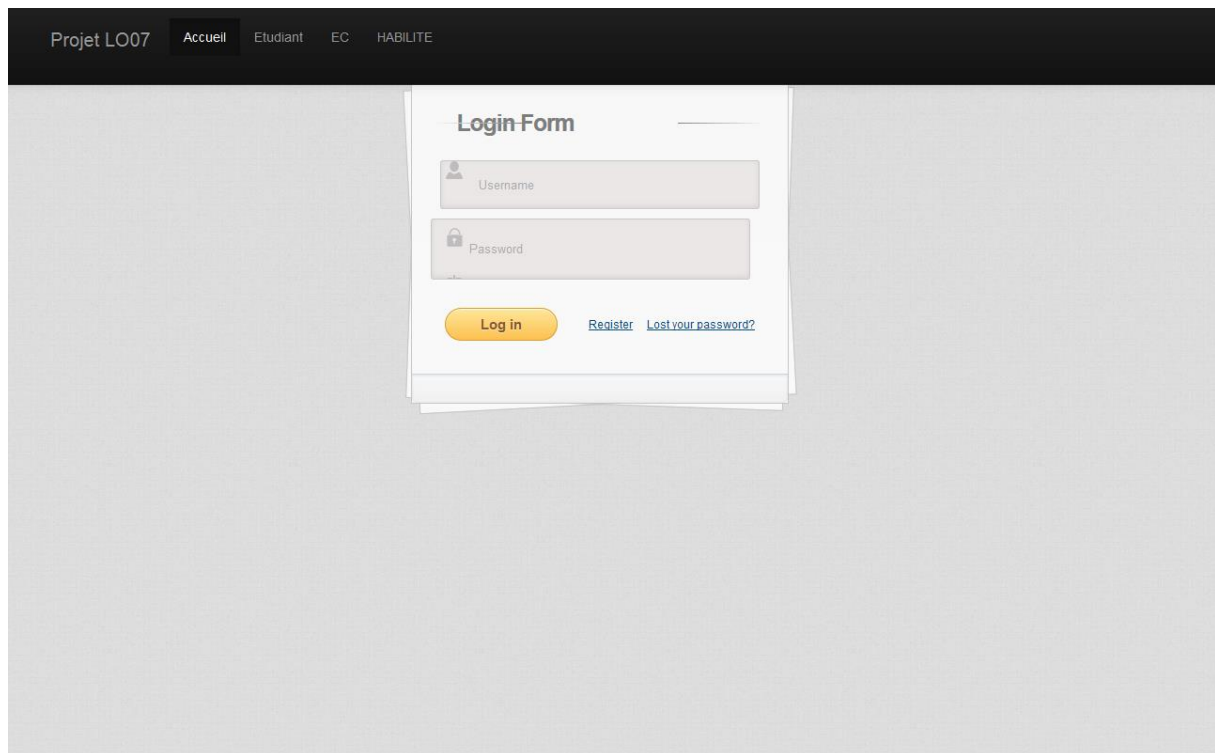 Projet LO07 Accueil Etudiant EC HABILITE
Login Form
Username
Password
Log in Register Lost your password?